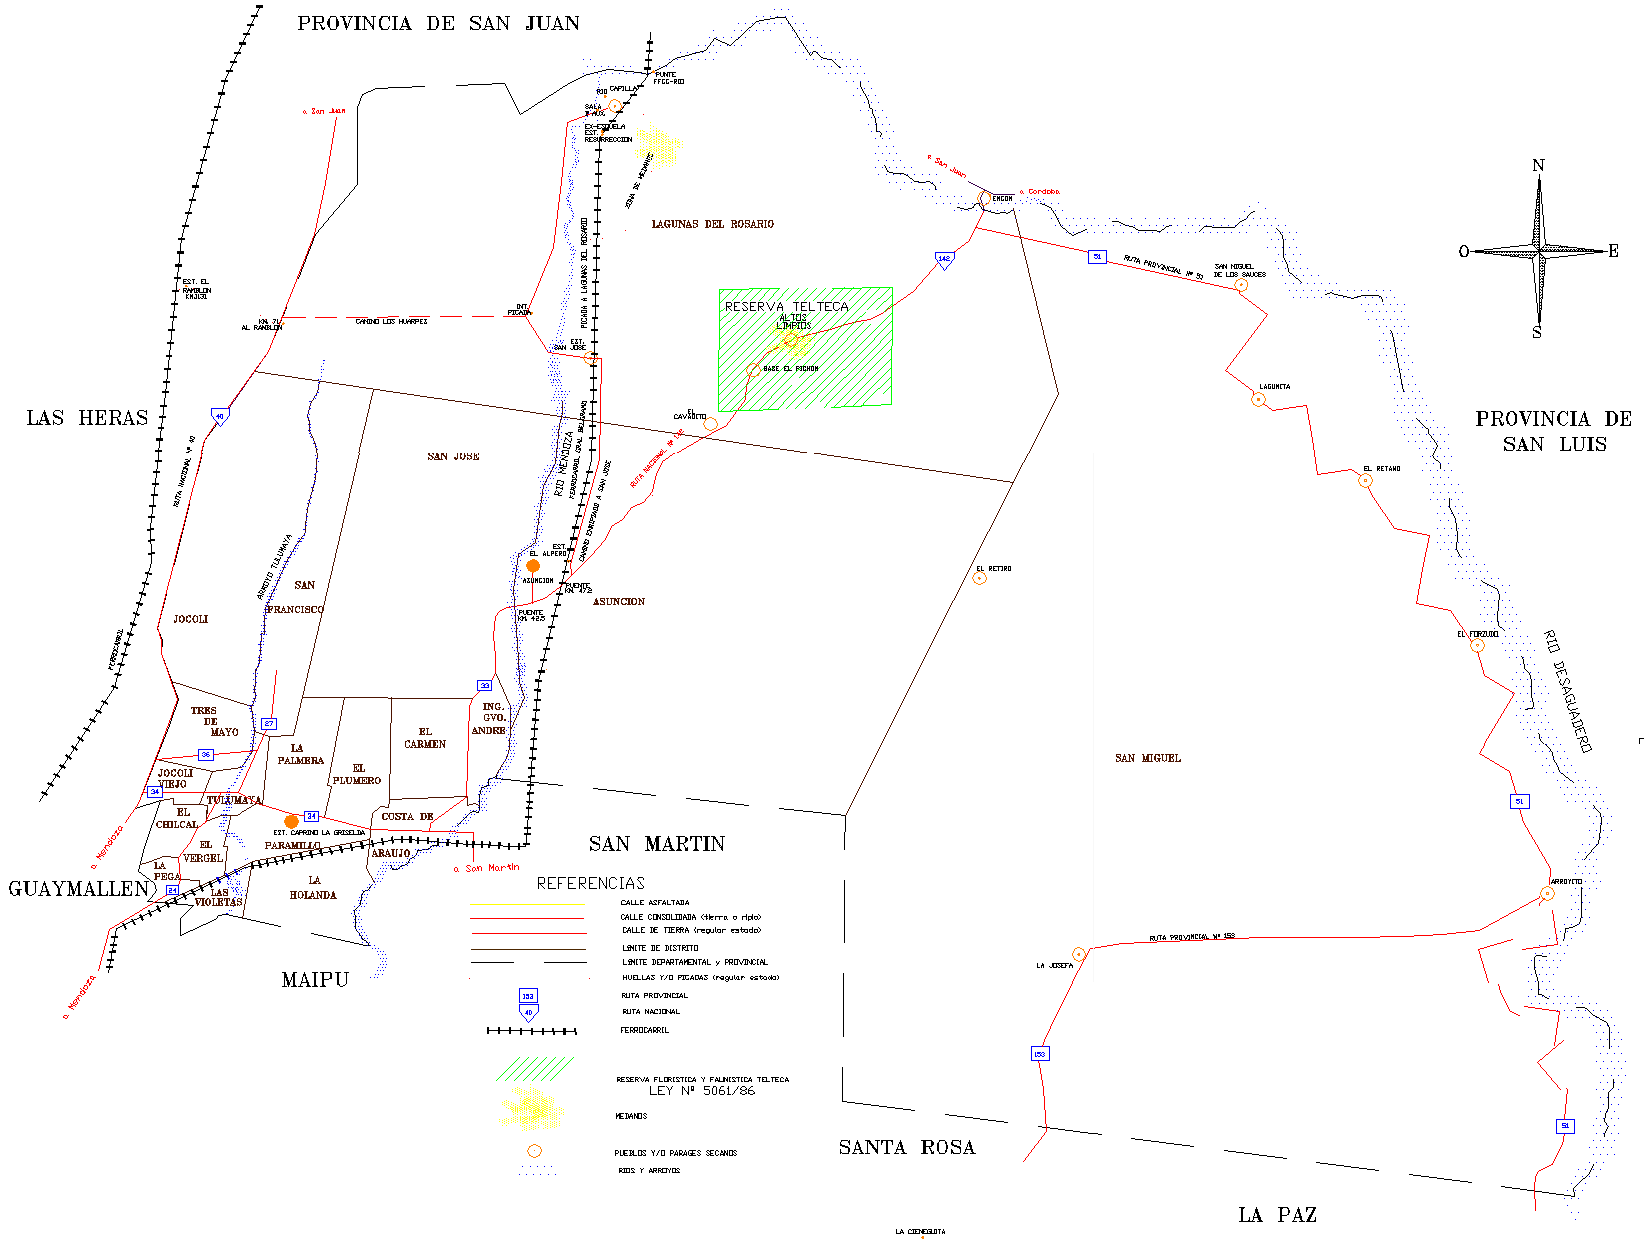 PROVINCIA DE SAN JUAN
a San Juan
PUNTE
FFCC-RIO
RIO
CAPILLA
SALA
P. AUX.
EX-ESQUELA
EST.
RESURRECCION
ZONA DE MEDANOS
LAGUNAS DEL ROSARIO
PICADA A LAGUNAS DEL ROSARIO
a San Juan
a Cordoba
ENCON
142
51
RUTA PROVINCIAL Nº 51
SAN MIGUEL
DE LOS SAUCES
N
O
E
S
EST. EL
RAMBLON
KM.1131
KM. 71
AL RAMBLON
CAMINO LOS HUARPEZ
INT.
PICADA
EST.
SAN JOSE
RESERVA TELTECA
ALTOS
LIMPIOS
BASE EL PICHON
EL
CAVADITO
LAGUNITA
LAS HERAS
40
RUTA NACIONAL Nº 40
SAN JOSE
RIO MENDOZA
FERROCARRIL GRAL BELGRANO
CAMINO ENRIPIADO A SAN JOSE
RUTA NACIONAL Nº 142
PROVINCIA DE
SAN LUIS
EL RETAMO
ARROYO TULUMAYA
SAN
FRANCISCO
JOCOLI
FERROCARRIL
EST.
EL ALPERO
ASUNCION
PUENTE
KM. 47.2
PUENTE
KM. 42.5
ASUNCION
EL RETIRO
EL FORZUDO
RIO DESAGUADERO
33
ING.
GVO.
ANDRE
TRES
DE
MAYO
27
36
LA
PALMERA
EL
PLUMERO
EL
CARMEN
SAN MIGUEL
JOCOLI
VIEJO
34
TULUMAYA
EL
CHILCAL
24
COSTA DE
ARAUJO
EST. CAPRINO LA GRISELDA
PARAMILLO
EL
VERGEL
LA
PEGA
24
LAS
VIOLETAS
LA
HOLANDA
a Mendoza
GUAYMALLEN
a San Martin
SAN MARTIN
51
ARROYITO
MAIPU
a Mendoza
REFERENCIAS
CALLE ASFALTADA
CALLE CONSOLIDADA (tierra o ripio)
CALLE DE TIERRA (regular estado)
LIMITE DE DISTRITO
LIMITE DEPARTAMENTAL y PROVINCIAL
HUELLAS Y/O PICADAS (regular estado)
153
RUTA PROVINCIAL
40
RUTA NACIONAL
FERROCARRIL
RESERVA FLORISTICA Y FAUNISTICA TELTECA
LEY Nº 5061/86
MEDANOS
PUEBLOS Y/O PARAGES SECANOS
RIOS Y ARROYOS
RUTA PROVINCIAL Nº 153
LA JOSEFA
153
51
SANTA ROSA
LA PAZ
LA CIENEGUITA